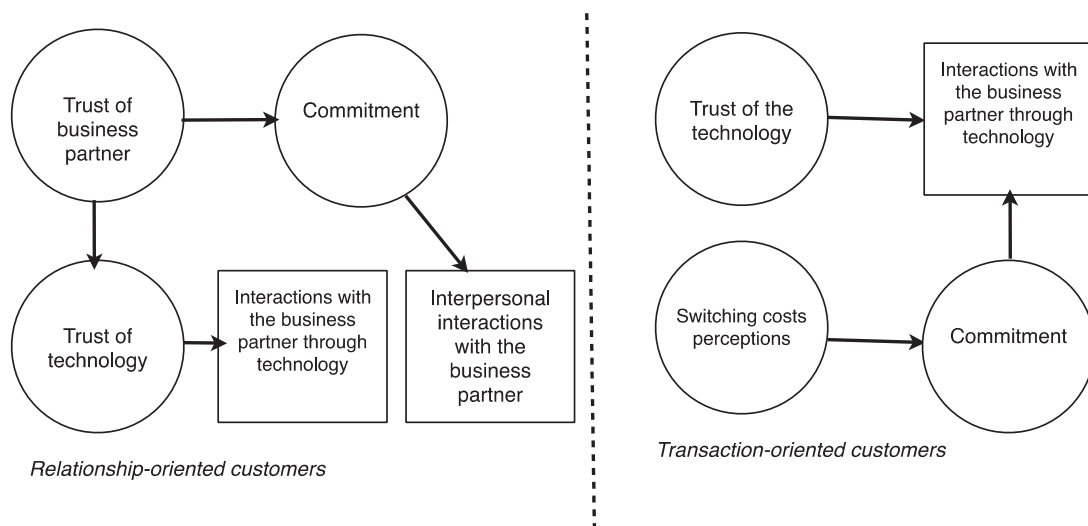 Trust of
business
partner
Commitment
Trust of
technology
Interactions with
the business
partner through
technology
Interpersonal
interactions
with the
business
partner
Relationship-oriented customers
Trust of the
technology
Interactions with
the business
partner through
technology
Switching costs
perceptions
Commitment
Transaction-oriented customers